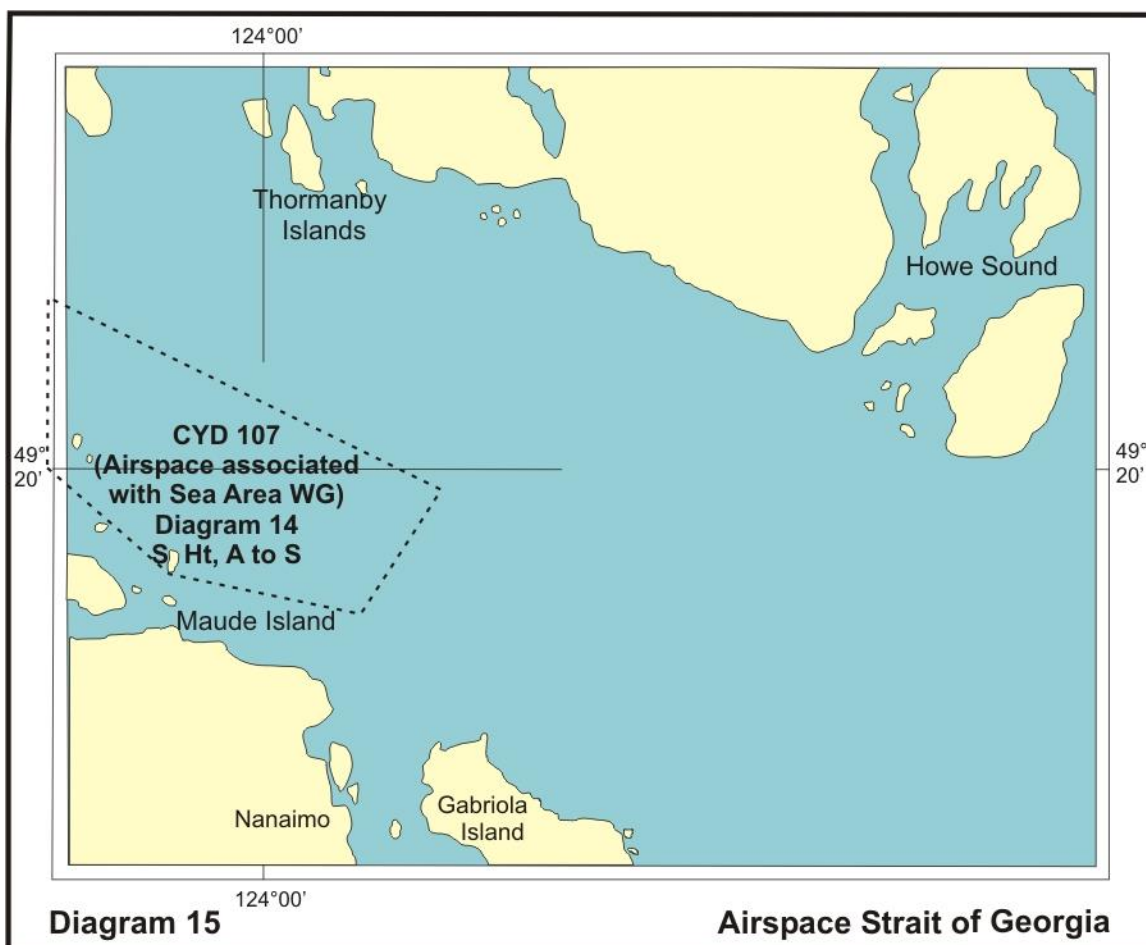 124°00'
Thormanby
Islands
Howe Sound
CYD 107
49°
20'
(Airspace associated
with Sea Area WG)
Diagram 14
S, Ht, A to S
49°
20'
Maude Island
Nanaimo
Gabriola
Island
124°00'
Diagram 15
Airspace Strait of Georgia